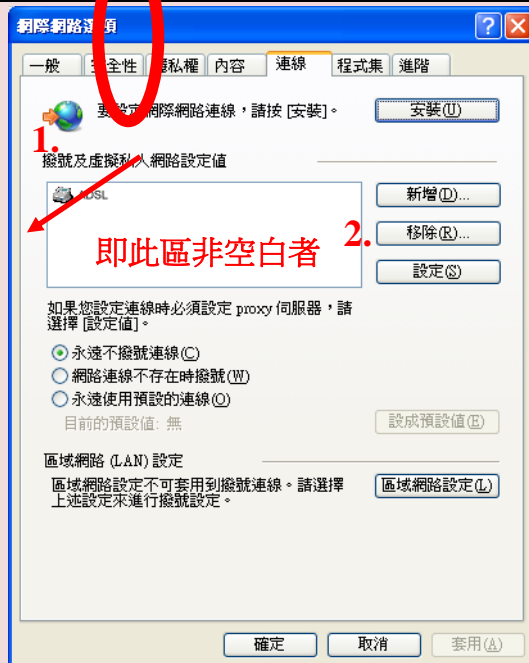 網際網路選項
一般 安全性 隱私權 內容 連線 程式集 進階
要設定網際網路連線，請按 [安裝]。 安裝(U)
1.
撥號及虛擬私人網路設定值
ADSL
新增(D)...
即此區非空白者
2. 移除(R)...
設定(S)
如果您設定連線時必須設定 proxy 伺服器，請
選擇 [設定值]。
永遠不撥號連線(C)
網路連線不存在時撥號(W)
永遠使用預設的連線(O)
目前的預設值: 無 設成預設值(E)
區域網路 (LAN) 設定
區域網路設定不可套用到撥號連線。請選擇 區域網路設定(L)
上述設定來進行撥號設定。
確定 取消 套用(A)